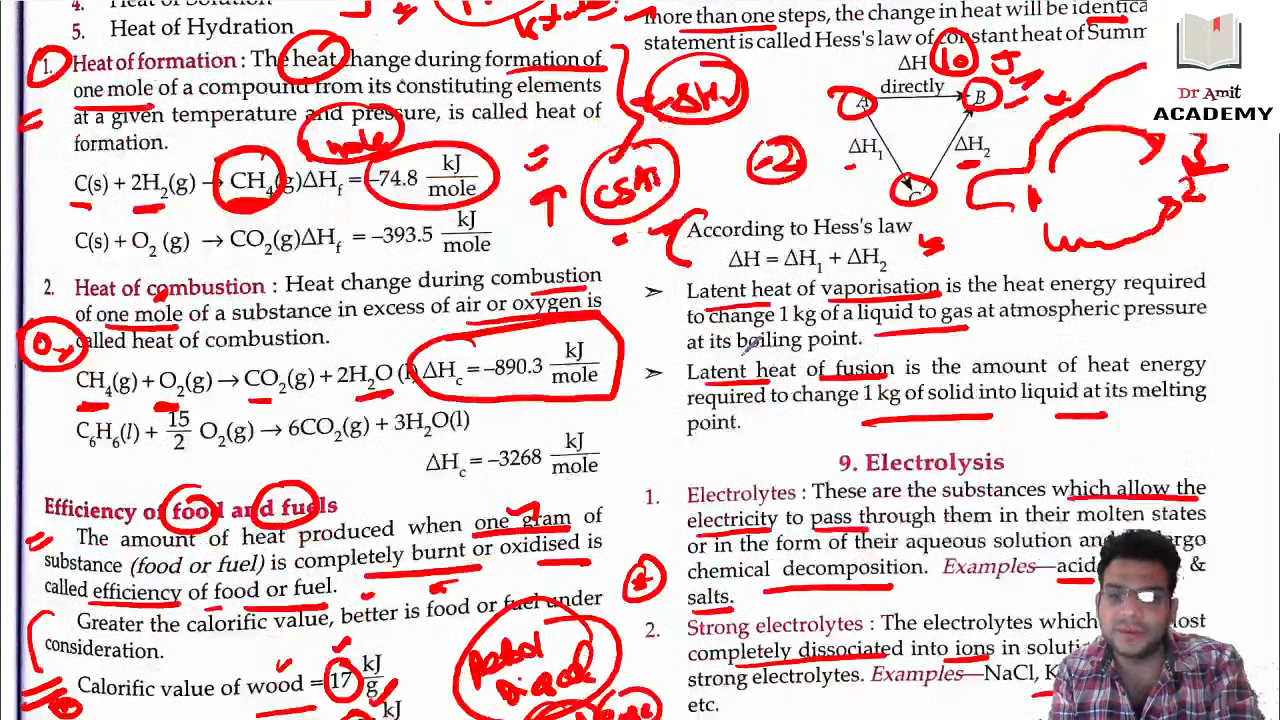 4. Heat of Solution
5. Heat of Hydration
1. Heat of formation : The heat change during formation of
one mole of a compound from its constituting elements
at a given temperature and pressure, is called heat of
formation.
mole
C(s) + 2H₂(g) → CH₄(g)ΔH_f = –74.8 kJ/mole
C(s) + O₂ (g) → CO₂(g)ΔH_f = –393.5 kJ/mole
2. Heat of combustion : Heat change during combustion
of one mole of a substance in excess of air or oxygen is
called heat of combustion.
CH₄(g) + O₂(g) → CO₂(g) + 2H₂O (l) ΔH_c = –890.3 kJ/mole
C₆H₆(l) + 15/2 O₂(g) → 6CO₂(g) + 3H₂O(l)
ΔH_c = –3268 kJ/mole
Efficiency of food and fuels
The amount of heat produced when one gram of
substance (food or fuel) is completely burnt or oxidised is
called efficiency of food or fuel.
Greater the calorific value, better is food or fuel under
consideration.
Calorific value of wood = 17 kJ/g
kJ
more than one steps, the change in heat will be identica
statement is called Hess's law of constant heat of Summ
ΔH 10
directly
A B
ΔH₁ ΔH₂
-2
According to Hess's law
ΔH = ΔH₁ + ΔH₂
➢ Latent heat of vaporisation is the heat energy required
to change 1 kg of a liquid to gas at atmospheric pressure
at its boiling point.
➢ Latent heat of fusion is the amount of heat energy
required to change 1 kg of solid into liquid at its melting
point.
9. Electrolysis
1. Electrolytes : These are the substances which allow the
electricity to pass through them in their molten states
or in the form of their aqueous solution and
chemical decomposition. Examples—acid &
salts.
2. Strong electrolytes : The electrolytes which
completely dissociated into ions in
strong electrolytes. Examples—NaCl,
etc.
Dr Amit
ACADEMY